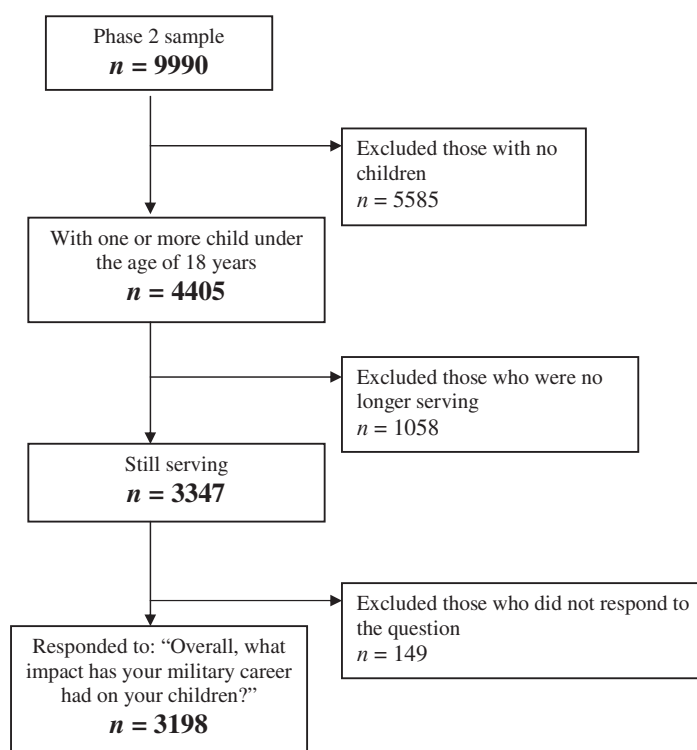 Phase 2 sample
n = 9990
Excluded those with no
children
n = 5585
With one or more child under
the age of 18 years
n = 4405
Excluded those who were no
longer serving
n = 1058
Still serving
n = 3347
Excluded those who did not respond to
the question
n = 149
Responded to: “Overall, what
impact has your military career
had on your children?”
n = 3198